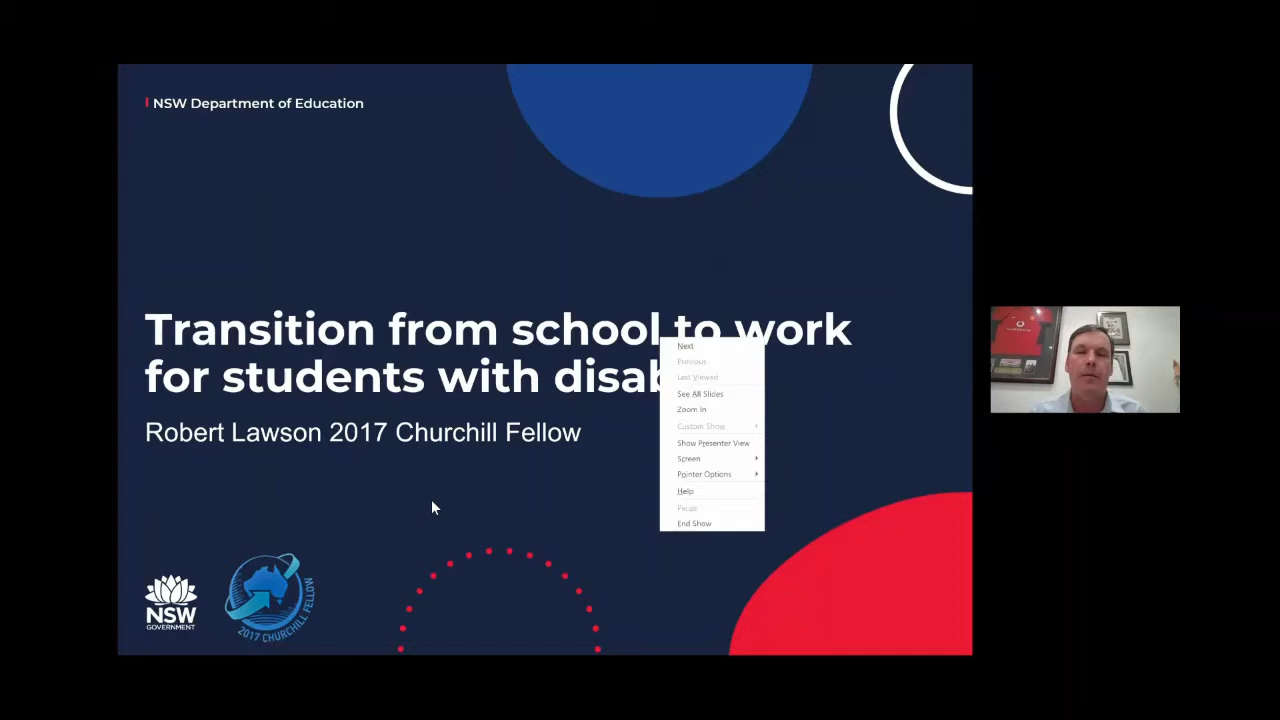 NSW Department of Education
Transition from school to work
for students with disab
Robert Lawson 2017 Churchill Fellow
Next
Previous
Last Viewed
See All Slides
Zoom In
Custom Show
Show Presenter View
Screen
Pointer Options
Help
Pause
End Show
NSW
GOVERNMENT
2017 CHURCHILL FELLOW